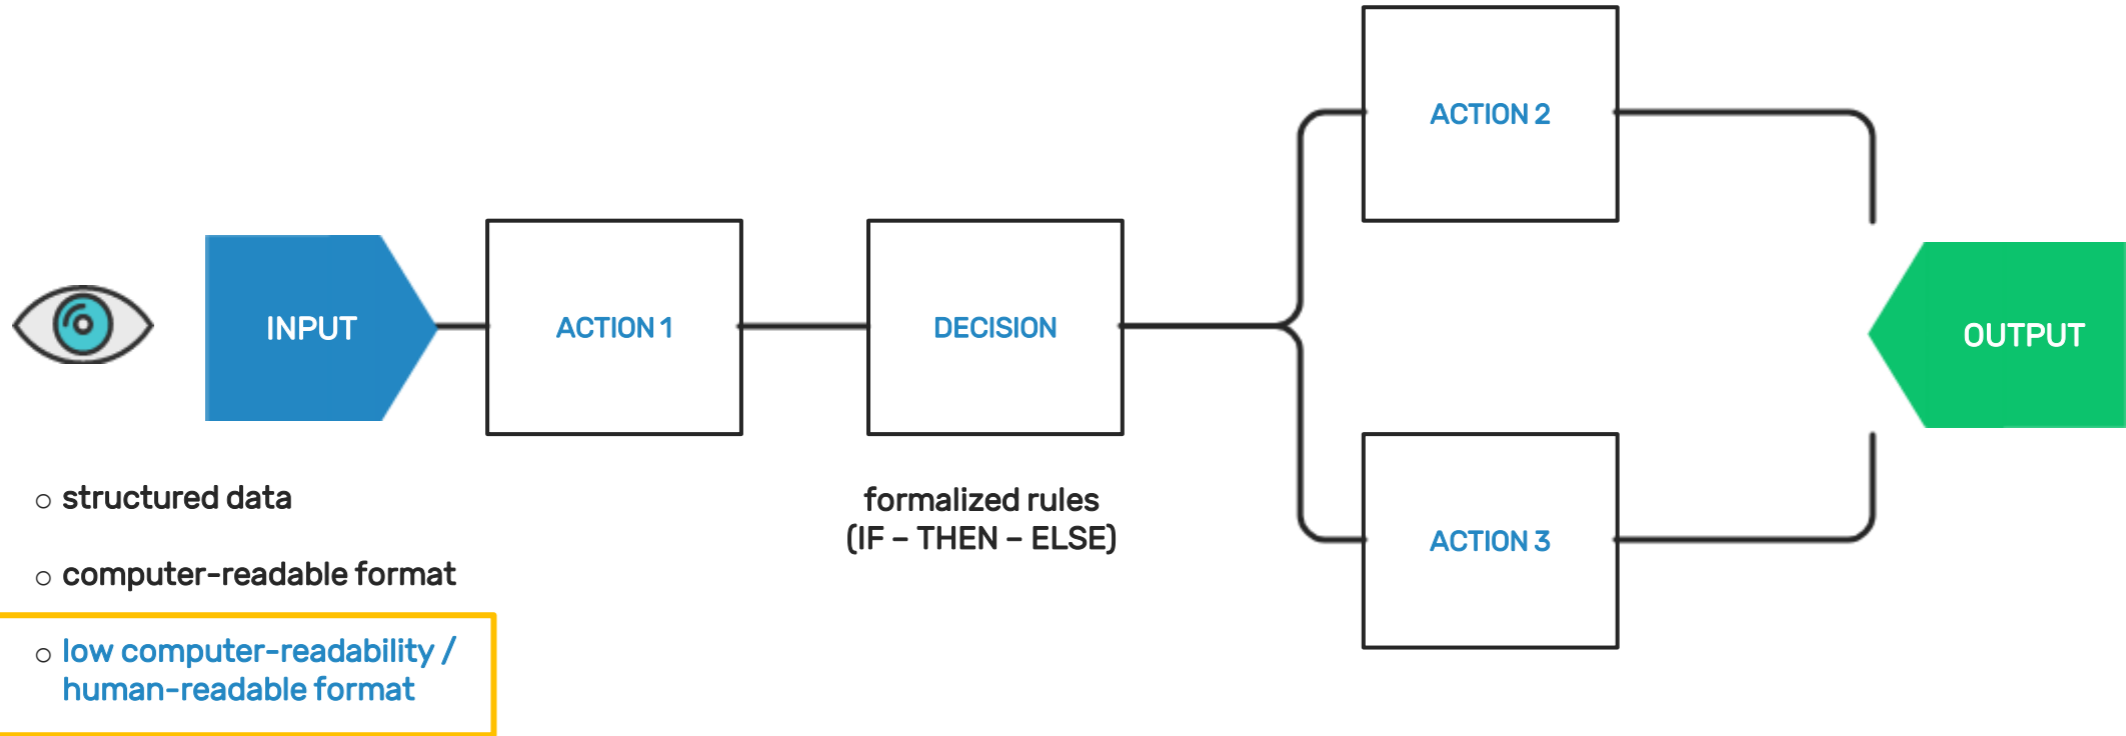 ACTION 2
INPUT
ACTION 1
DECISION
OUTPUT
○ structured data
○ computer-readable format
○ low computer-readability /
human-readable format
formalized rules
(IF – THEN – ELSE)
ACTION 3